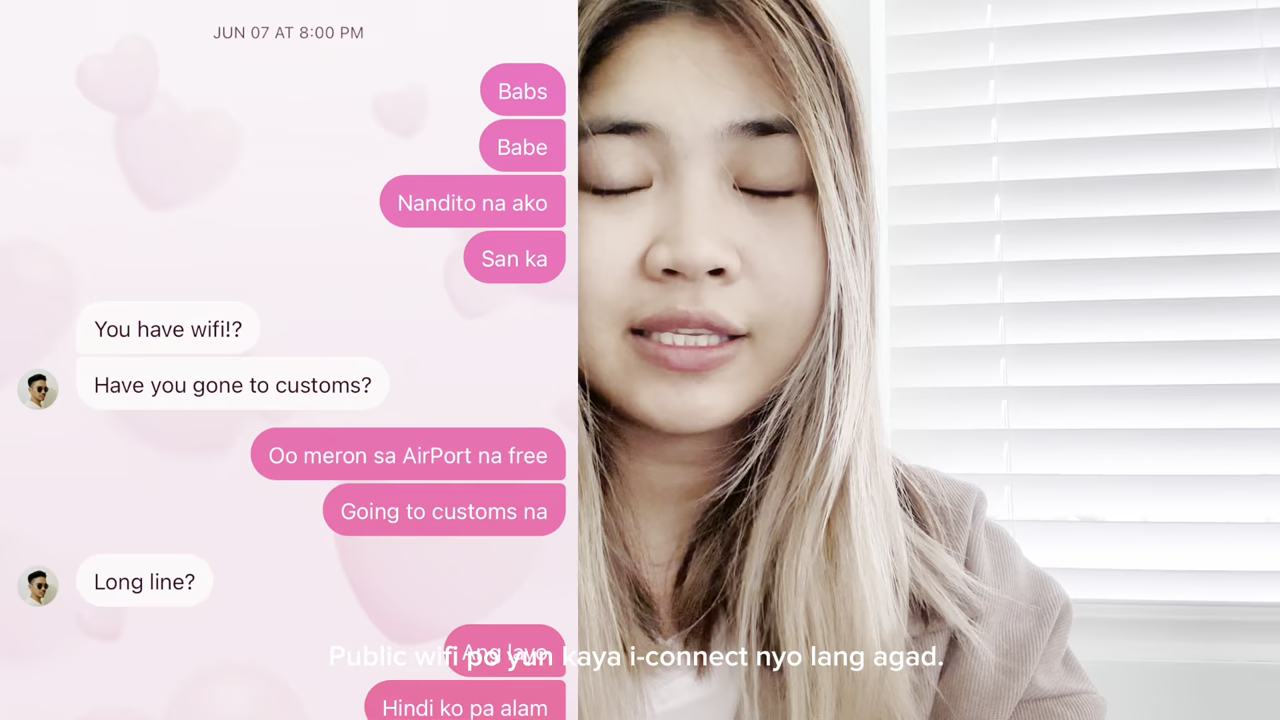 JUN 07 AT 8:00 PM
Babs
Babe
Nandito na ako
San ka
You have wifi!?
Have you gone to customs?
Oo meron sa AirPort na free
Going to customs na
Long line?
Ang layo
Public wifi po yun kaya i-connect nyo lang agad.
Hindi ko pa alam